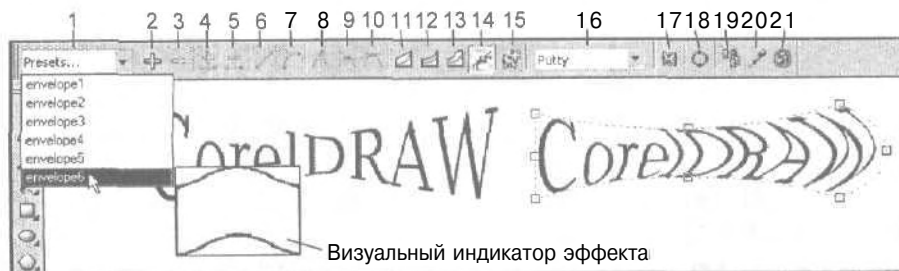 1 2 3 4 5 6 7 8 9 10 11 12 13 14 15 16 17 18 19 20 21
Presets... Putty
envelope1
envelope2
envelope3
envelope4
envelope5
envelope6
CorelDRAW CorelDRAW
Визуальный индикатор эффекта